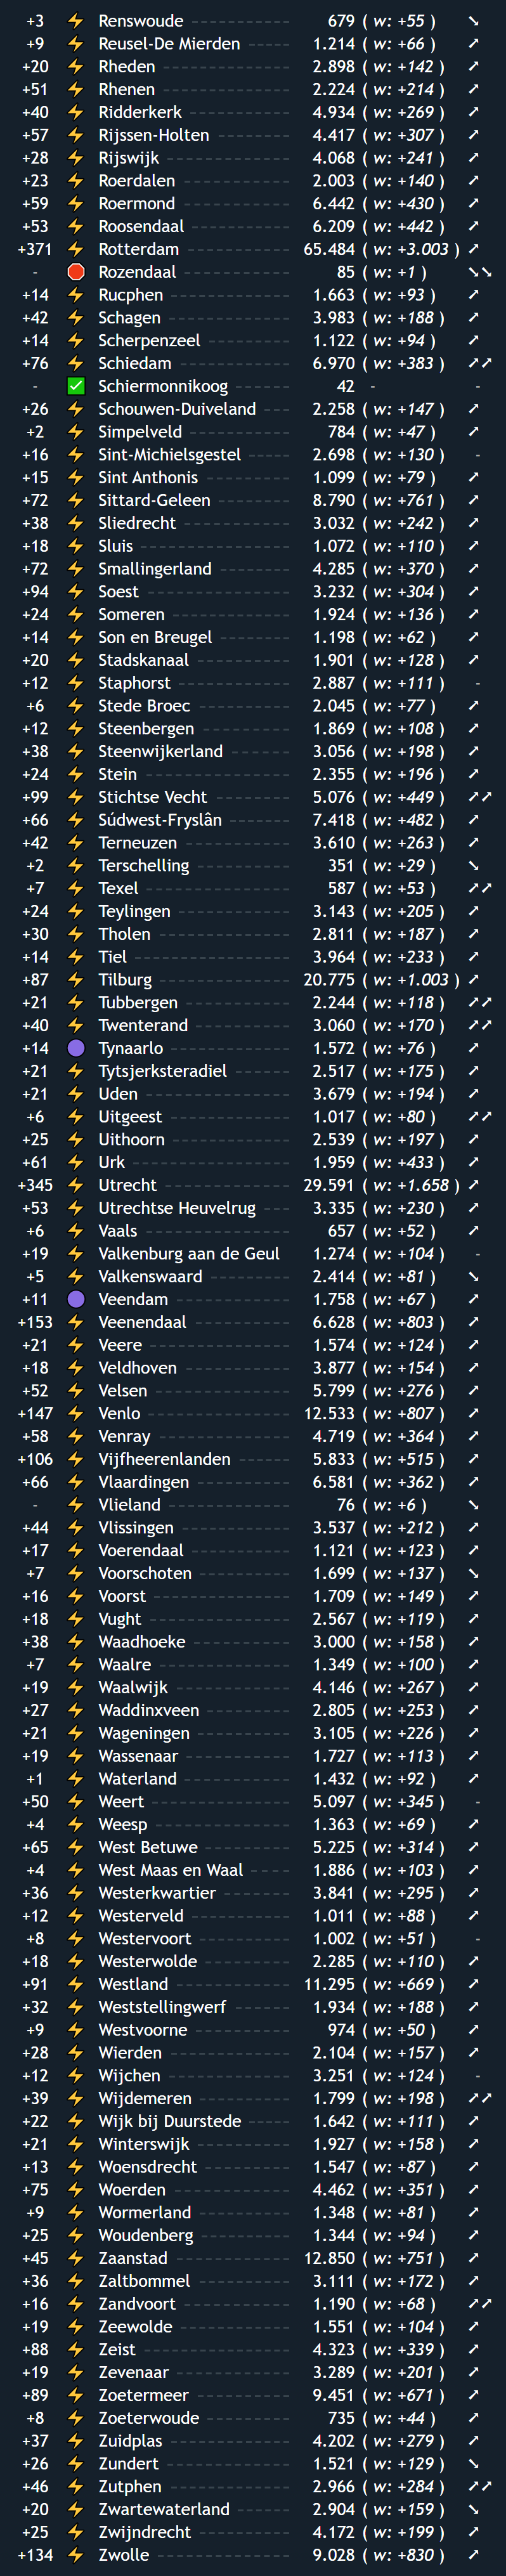 +3 ⚡ Renswoude 679 ( w: +55 ) ➘
+9 ⚡ Reusel-De Mierden 1.214 ( w: +66 ) ➚
+20 ⚡ Rheden 2.898 ( w: +142 ) ➚
+51 ⚡ Rhenen 2.224 ( w: +214 ) ➚
+40 ⚡ Ridderkerk 4.934 ( w: +269 ) ➚
+57 ⚡ Rijssen-Holten 4.417 ( w: +307 ) ➚
+28 ⚡ Rijswijk 4.068 ( w: +241 ) ➚
+23 ⚡ Roerdalen 2.003 ( w: +140 ) ➚
+59 ⚡ Roermond 6.442 ( w: +430 ) ➚
+53 ⚡ Roosendaal 6.209 ( w: +442 ) ➚
+371 ⚡ Rotterdam 65.484 ( w: +3.003 ) ➚
- 🛑 Rozendaal 85 ( w: +1 ) ➘➘
+14 ⚡ Rucphen 1.663 ( w: +93 ) ➚
+42 ⚡ Schagen 3.983 ( w: +188 ) ➚
+14 ⚡ Scherpenzeel 1.122 ( w: +94 ) ➚
+76 ⚡ Schiedam 6.970 ( w: +383 ) ➚➚
- ✅ Schiermonnikoog 42 - -
+26 ⚡ Schouwen-Duiveland 2.258 ( w: +147 ) ➚
+2 ⚡ Simpelveld 784 ( w: +47 ) ➚
+16 ⚡ Sint-Michielsgestel 2.698 ( w: +130 ) -
+15 ⚡ Sint Anthonis 1.099 ( w: +79 ) ➚
+72 ⚡ Sittard-Geleen 8.790 ( w: +761 ) ➚
+38 ⚡ Sliedrecht 3.032 ( w: +242 ) ➚
+18 ⚡ Sluis 1.072 ( w: +110 ) ➚
+72 ⚡ Smallingerland 4.285 ( w: +370 ) ➚
+94 ⚡ Soest 3.232 ( w: +304 ) ➚
+24 ⚡ Someren 1.924 ( w: +136 ) ➚
+14 ⚡ Son en Breugel 1.198 ( w: +62 ) ➚
+20 ⚡ Stadskanaal 1.901 ( w: +128 ) ➚
+12 ⚡ Staphorst 2.887 ( w: +111 ) -
+6 ⚡ Stede Broec 2.045 ( w: +77 ) ➚
+12 ⚡ Steenbergen 1.869 ( w: +108 ) ➚
+38 ⚡ Steenwijkerland 3.056 ( w: +198 ) ➚
+24 ⚡ Stein 2.355 ( w: +196 ) ➚
+99 ⚡ Stichtse Vecht 5.076 ( w: +449 ) ➚➚
+66 ⚡ Súdwest-Fryslân 7.418 ( w: +482 ) ➚
+42 ⚡ Terneuzen 3.610 ( w: +263 ) ➚
+2 ⚡ Terschelling 351 ( w: +29 ) ➘
+7 ⚡ Texel 587 ( w: +53 ) ➚➚
+24 ⚡ Teylingen 3.143 ( w: +205 ) ➚
+30 ⚡ Tholen 2.811 ( w: +187 ) ➚
+14 ⚡ Tiel 3.964 ( w: +233 ) ➚
+87 ⚡ Tilburg 20.775 ( w: +1.003 ) ➚
+21 ⚡ Tubbergen 2.244 ( w: +118 ) ➚➚
+40 ⚡ Twenterand 3.060 ( w: +170 ) ➚➚
+14 🟣 Tynaarlo 1.572 ( w: +76 ) ➚
+21 ⚡ Tytsjerksteradiel 2.517 ( w: +175 ) ➚
+21 ⚡ Uden 3.679 ( w: +194 ) ➚
+6 ⚡ Uitgeest 1.017 ( w: +80 ) ➚➚
+25 ⚡ Uithoorn 2.539 ( w: +197 ) ➚
+61 ⚡ Urk 1.959 ( w: +433 ) ➚
+345 ⚡ Utrecht 29.591 ( w: +1.658 ) ➚
+53 ⚡ Utrechtse Heuvelrug 3.335 ( w: +230 ) ➚
+6 ⚡ Vaals 657 ( w: +52 ) ➚
+19 ⚡ Valkenburg aan de Geul 1.274 ( w: +104 ) -
+5 ⚡ Valkenswaard 2.414 ( w: +81 ) ➘
+11 🟣 Veendam 1.758 ( w: +67 ) ➚
+153 ⚡ Veenendaal 6.628 ( w: +803 ) ➚
+21 ⚡ Veere 1.574 ( w: +124 ) ➚
+18 ⚡ Veldhoven 3.877 ( w: +154 ) ➚
+52 ⚡ Velsen 5.799 ( w: +276 ) ➚
+147 ⚡ Venlo 12.533 ( w: +807 ) ➚
+58 ⚡ Venray 4.719 ( w: +364 ) ➚
+106 ⚡ Vijfheerenlanden 5.833 ( w: +515 ) ➚
+66 ⚡ Vlaardingen 6.581 ( w: +362 ) ➚
- ⚡ Vlieland 76 ( w: +6 ) ➘
+44 ⚡ Vlissingen 3.537 ( w: +212 ) ➚
+17 ⚡ Voerendaal 1.121 ( w: +123 ) ➚
+7 ⚡ Voorschoten 1.699 ( w: +137 ) ➘
+16 ⚡ Voorst 1.709 ( w: +149 ) ➚
+18 ⚡ Vught 2.567 ( w: +119 ) ➚
+38 ⚡ Waadhoeke 3.000 ( w: +158 ) ➚
+7 ⚡ Waalre 1.349 ( w: +100 ) ➚
+19 ⚡ Waalwijk 4.146 ( w: +267 ) ➚
+27 ⚡ Waddinxveen 2.805 ( w: +253 ) ➚
+21 ⚡ Wageningen 3.105 ( w: +226 ) ➚
+19 ⚡ Wassenaar 1.727 ( w: +113 ) ➚
+1 ⚡ Waterland 1.432 ( w: +92 ) ➚
+50 ⚡ Weert 5.097 ( w: +345 ) -
+4 ⚡ Weesp 1.363 ( w: +69 ) ➚
+65 ⚡ West Betuwe 5.225 ( w: +314 ) ➚
+4 ⚡ West Maas en Waal 1.886 ( w: +103 ) ➚
+36 ⚡ Westerkwartier 3.841 ( w: +295 ) ➚
+12 ⚡ Westerveld 1.011 ( w: +88 ) ➚
+8 ⚡ Westervoort 1.002 ( w: +51 ) -
+18 ⚡ Westerwolde 2.285 ( w: +110 ) ➚
+91 ⚡ Westland 11.295 ( w: +669 ) ➚
+32 ⚡ Weststellingwerf 1.934 ( w: +188 ) ➚
+9 ⚡ Westvoorne 974 ( w: +50 ) ➚
+28 ⚡ Wierden 2.104 ( w: +157 ) ➚
+12 ⚡ Wijchen 3.251 ( w: +124 ) -
+39 ⚡ Wijdemeren 1.799 ( w: +198 ) ➚➚
+22 ⚡ Wijk bij Duurstede 1.642 ( w: +111 ) ➚
+21 ⚡ Winterswijk 1.927 ( w: +158 ) ➚
+13 ⚡ Woensdrecht 1.547 ( w: +87 ) ➚
+75 ⚡ Woerden 4.462 ( w: +351 ) ➚
+9 ⚡ Wormerland 1.348 ( w: +81 ) ➚
+25 ⚡ Woudenberg 1.344 ( w: +94 ) ➚
+45 ⚡ Zaanstad 12.850 ( w: +751 ) ➚
+36 ⚡ Zaltbommel 3.111 ( w: +172 ) ➚
+16 ⚡ Zandvoort 1.190 ( w: +68 ) ➚➚
+19 ⚡ Zeewolde 1.551 ( w: +104 ) ➚
+88 ⚡ Zeist 4.323 ( w: +339 ) ➚
+19 ⚡ Zevenaar 3.289 ( w: +201 ) ➚
+89 ⚡ Zoetermeer 9.451 ( w: +671 ) ➚
+8 ⚡ Zoeterwoude 735 ( w: +44 ) ➚
+37 ⚡ Zuidplas 4.202 ( w: +279 ) ➚
+26 ⚡ Zundert 1.521 ( w: +129 ) ➘
+46 ⚡ Zutphen 2.966 ( w: +284 ) ➚➚
+20 ⚡ Zwartewaterland 2.904 ( w: +159 ) ➘
+25 ⚡ Zwijndrecht 4.172 ( w: +199 ) ➚
+134 ⚡ Zwolle 9.028 ( w: +830 ) ➚